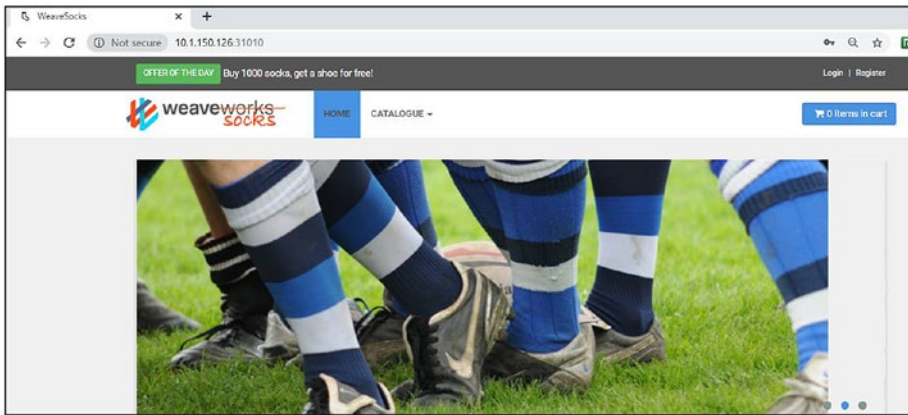 WeaveSocks
Not secure 10.1.150.126:31010
OFFER OF THE DAY Buy 1000 socks, get a shoe for free! Login | Register
weaveworks
socks
HOME CATALOGUE 0 items in cart